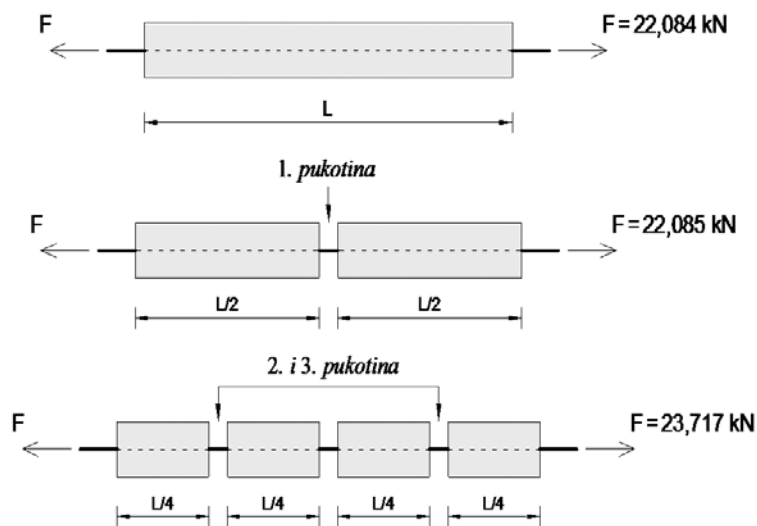 F F = 22,084 kN
L
1. pukotina
F F = 22,085 kN
L/2 L/2
2. i 3. pukotina
F F = 23,717 kN
L/4 L/4 L/4 L/4